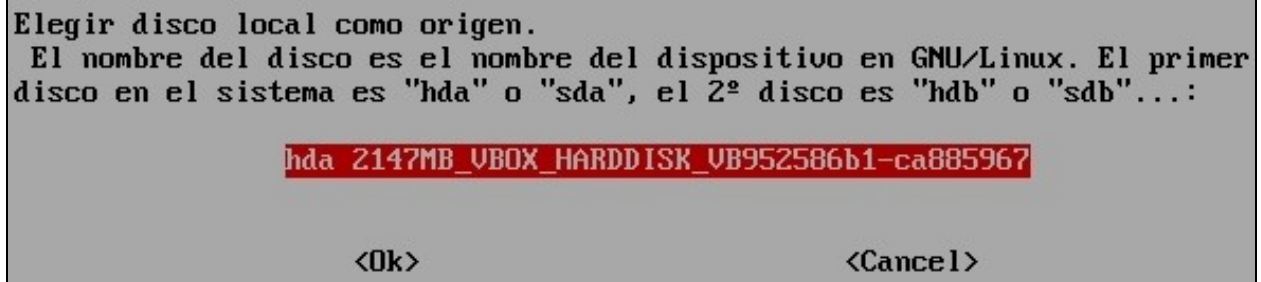 Elegir disco local como origen.
El nombre del disco es el nombre del dispositivo en GNU/Linux. El primer
disco en el sistema es "hda" o "sda", el 2º disco es "hdb" o "sdb"...:
hda 2147MB_VBOX_HARDDISK_VB952586b1-ca885967
<Ok> <Cancel>